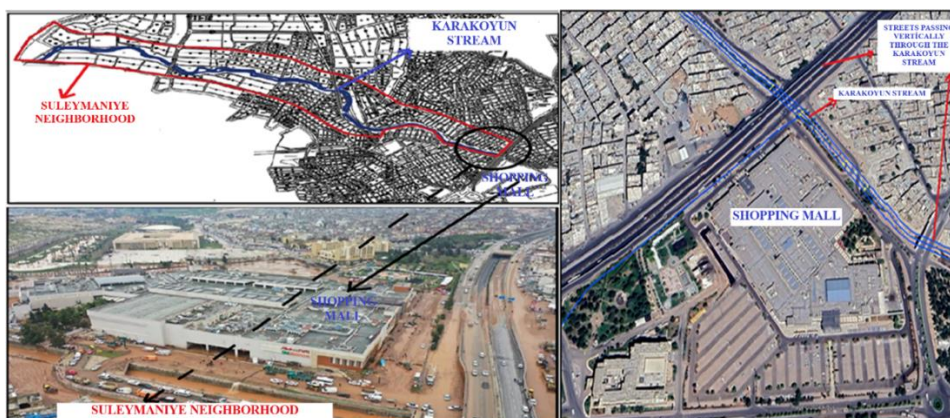 KARAKOYUN
STREAM
SULEYMANIYE
NEIGHBORHOOD
SHOPPING
MALL
SHOPPING
MALL
SULEYMANIYE NEIGHBORHOOD
STREETS PASSING
VERTICALLY
THROUGH THE
KARAKOYUN
STREAM
KARAKOYUN STREAM
SHOPPING MALL